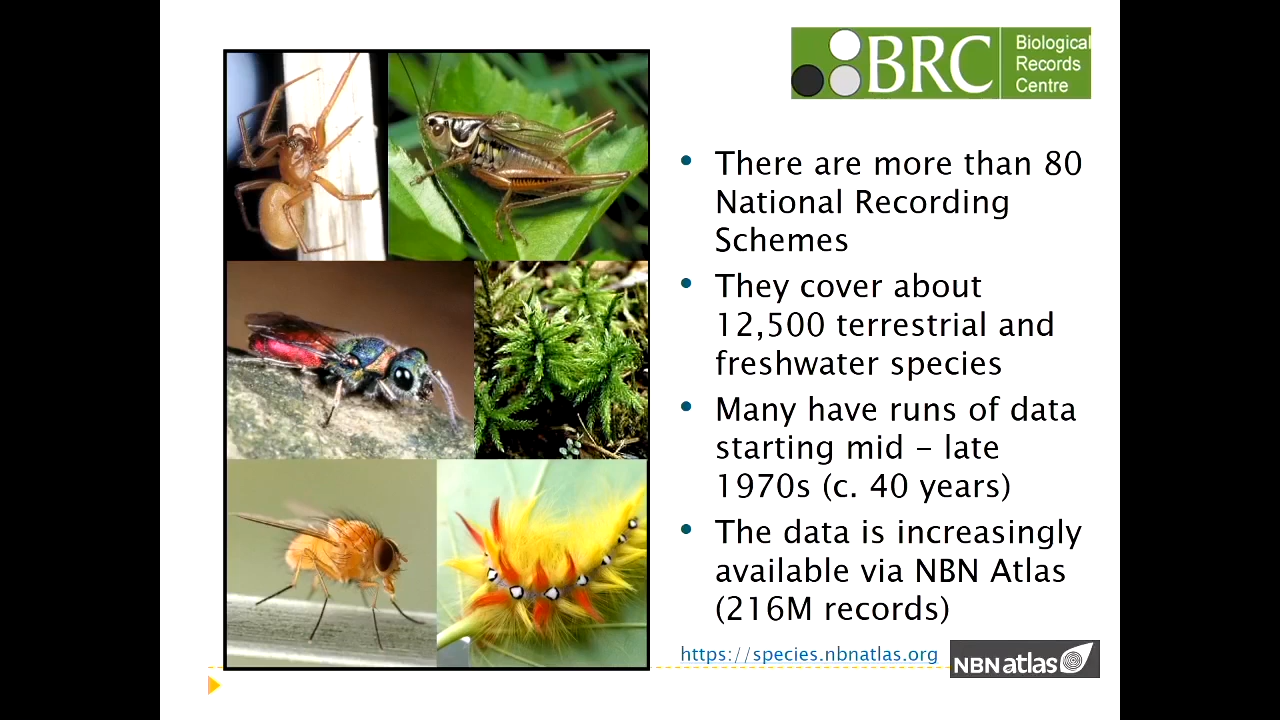 BRC
Biological
Records
Centre
• There are more than 80
National Recording
Schemes
• They cover about
12,500 terrestrial and
freshwater species
• Many have runs of data
starting mid – late
1970s (c. 40 years)
• The data is increasingly
available via NBN Atlas
(216M records)
https://species.nbnatlas.org
NBNatlas